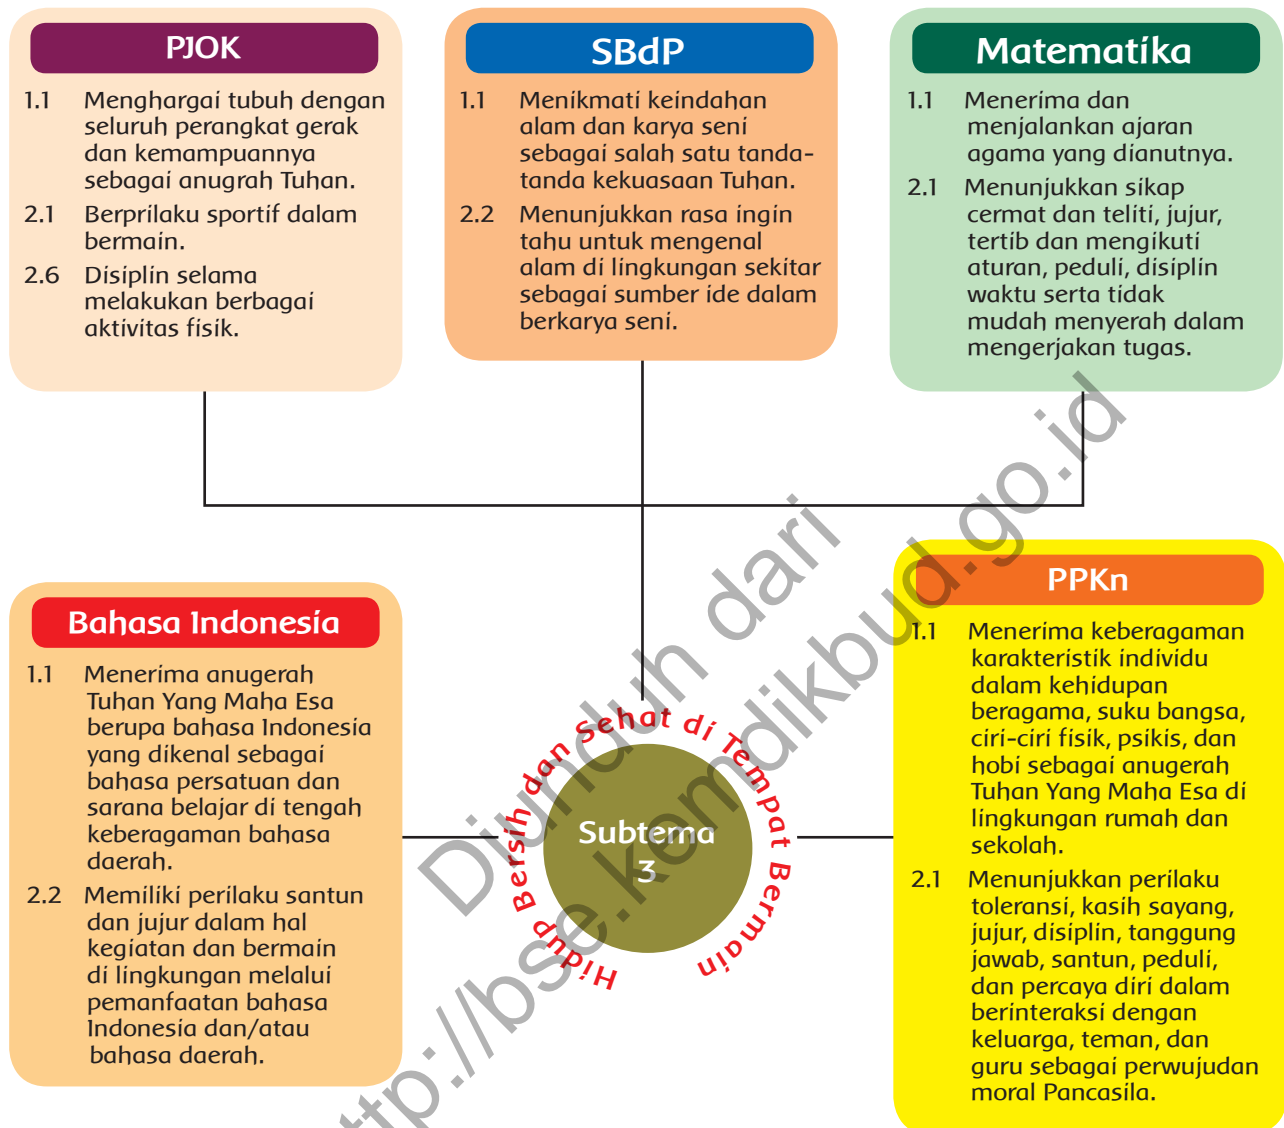 PJOK
1.1 Menghargai tubuh dengan
seluruh perangkat gerak
dan kemampuannya
sebagai anugrah Tuhan.
2.1 Berprilaku sportif dalam
bermain.
2.6 Disiplin selama
melakukan berbagai
aktivitas fisik.
SBdP
1.1 Menikmati keindahan
alam dan karya seni
sebagai salah satu tanda-
tanda kekuasaan Tuhan.
2.2 Menunjukkan rasa ingin
tahu untuk mengenal
alam di lingkungan sekitar
sebagai sumber ide dalam
berkarya seni.
Matematika
1.1 Menerima dan
menjalankan ajaran
agama yang dianutnya.
2.1 Menunjukkan sikap
cermat dan teliti, jujur,
tertib dan mengikuti
aturan, peduli, disiplin
waktu serta tidak
mudah menyerah dalam
mengerjakan tugas.
Bahasa Indonesia
1.1 Menerima anugerah
Tuhan Yang Maha Esa
berupa bahasa Indonesia
yang dikenal sebagai
bahasa persatuan dan
sarana belajar di tengah
keberagaman bahasa
daerah.
2.2 Memiliki perilaku santun
dan jujur dalam hal
kegiatan dan bermain
di lingkungan melalui
pemanfaatan bahasa
Indonesia dan/atau
bahasa daerah.
Hidup Bersih dan Sehat di Tempat Bermain
Subtema
3
PPKn
1.1 Menerima keberagaman
karakteristik individu
dalam kehidupan
beragama, suku bangsa,
ciri-ciri fisik, psikis, dan
hobi sebagai anugerah
Tuhan Yang Maha Esa di
lingkungan rumah dan
sekolah.
2.1 Menunjukkan perilaku
toleransi, kasih sayang,
jujur, disiplin, tanggung
jawab, santun, peduli,
dan percaya diri dalam
berinteraksi dengan
keluarga, teman, dan
guru sebagai perwujudan
moral Pancasila.
Diunduh dari
ttp://bse.kemdikbud.go.id